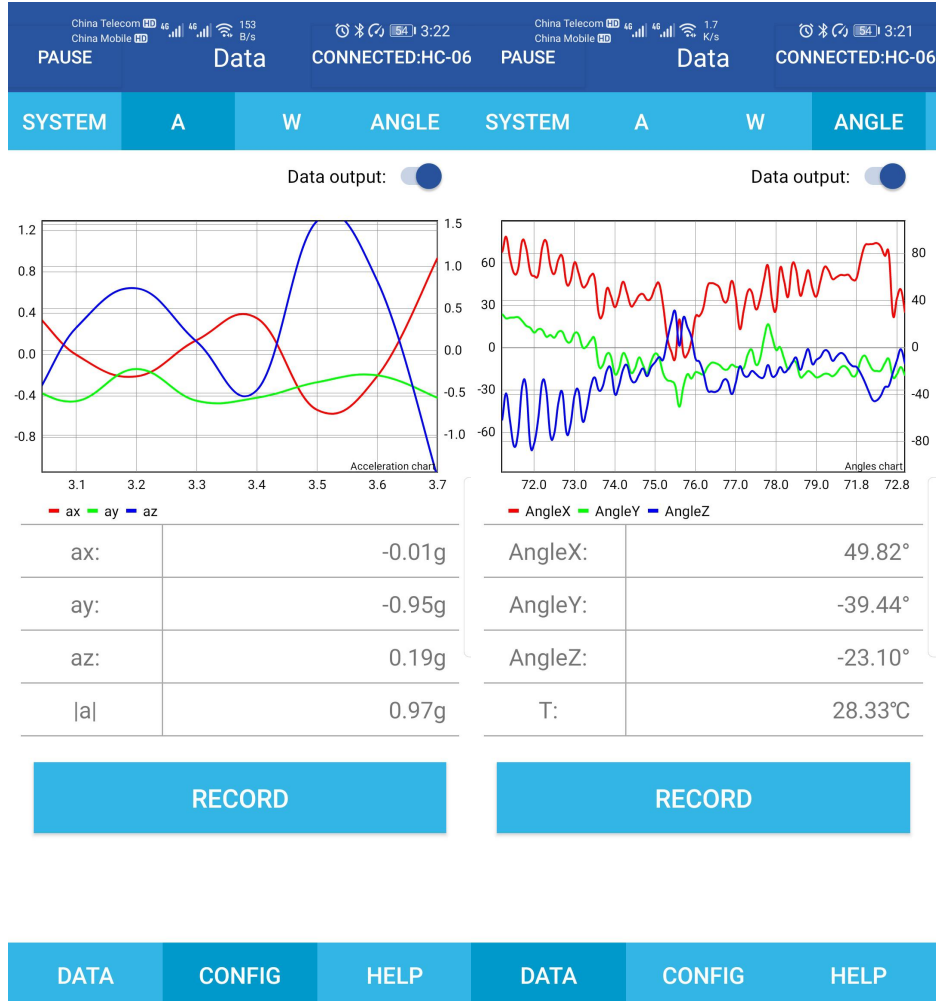 China Telecom HD 4G 4G 153 B/s 54 3:22
China Mobile HD
PAUSE Data CONNECTED:HC-06
SYSTEM A W ANGLE
Data output:
1.2
0.8
0.4
0.0
-0.4
-0.8
1.5
1.0
0.5
0.0
-0.5
-1.0
Acceleration chart
3.1 3.2 3.3 3.4 3.5 3.6 3.7
ax ay az
ax: -0.01g
ay: -0.95g
az: 0.19g
|a| 0.97g
RECORD
DATA CONFIG HELP
China Telecom HD 4G 4G 1.7 K/s 54 3:21
China Mobile HD
PAUSE Data CONNECTED:HC-06
SYSTEM A W ANGLE
Data output:
60
30
0
-30
-60
80
40
0
-40
-80
Angles chart
72.0 73.0 74.0 75.0 76.0 77.0 78.0 79.0 71.8 72.8
AngleX AngleY AngleZ
AngleX: 49.82°
AngleY: -39.44°
AngleZ: -23.10°
T: 28.33℃
RECORD
DATA CONFIG HELP